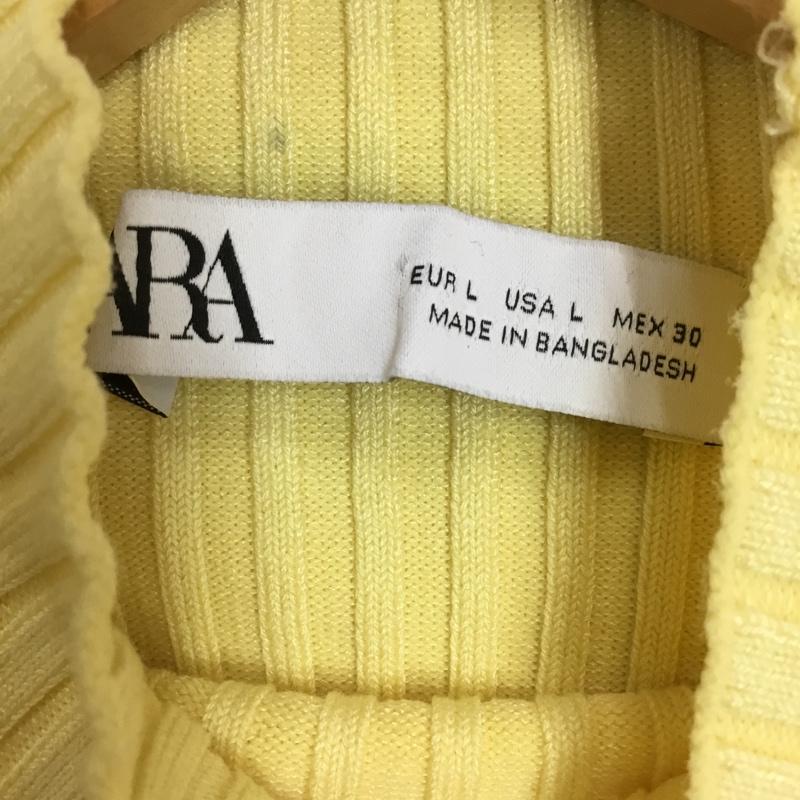 ARA
EUR L USA L MEX 30
MADE IN BANGLADESH